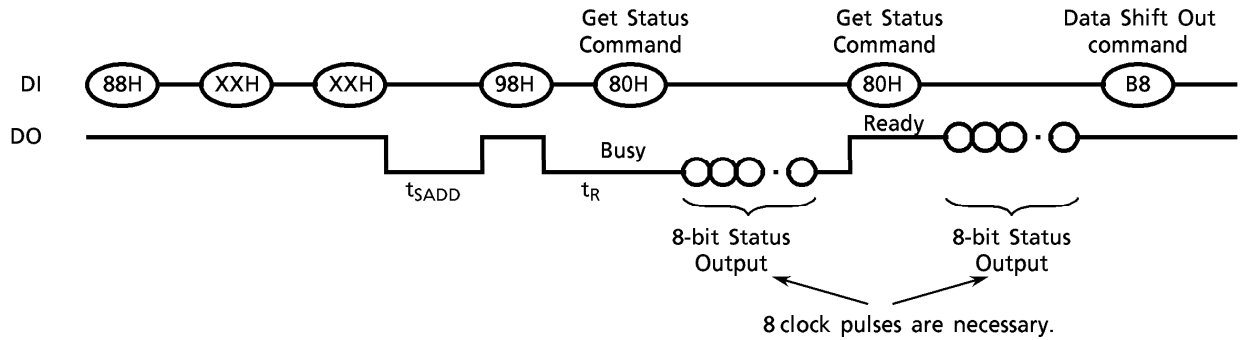 Get Status
Command
Get Status
Command
Data Shift Out
command
DI
88H
XXH
XXH
98H
80H
80H
B8
DO
tSADD
tR
Busy
Ready
8-bit Status
Output
8-bit Status
Output
8 clock pulses are necessary.